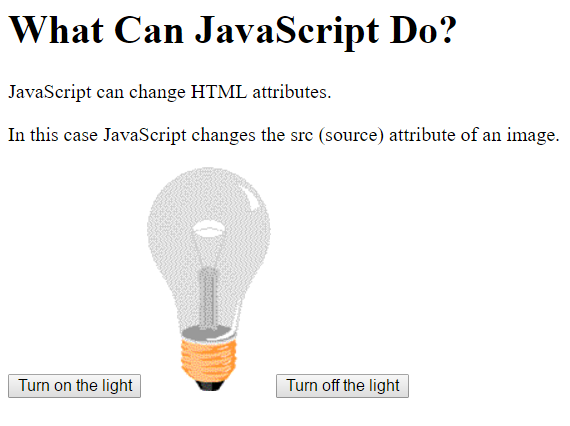 What Can JavaScript Do?
JavaScript can change HTML attributes.
In this case JavaScript changes the src (source) attribute of an image.
Turn on the light
Turn off the light